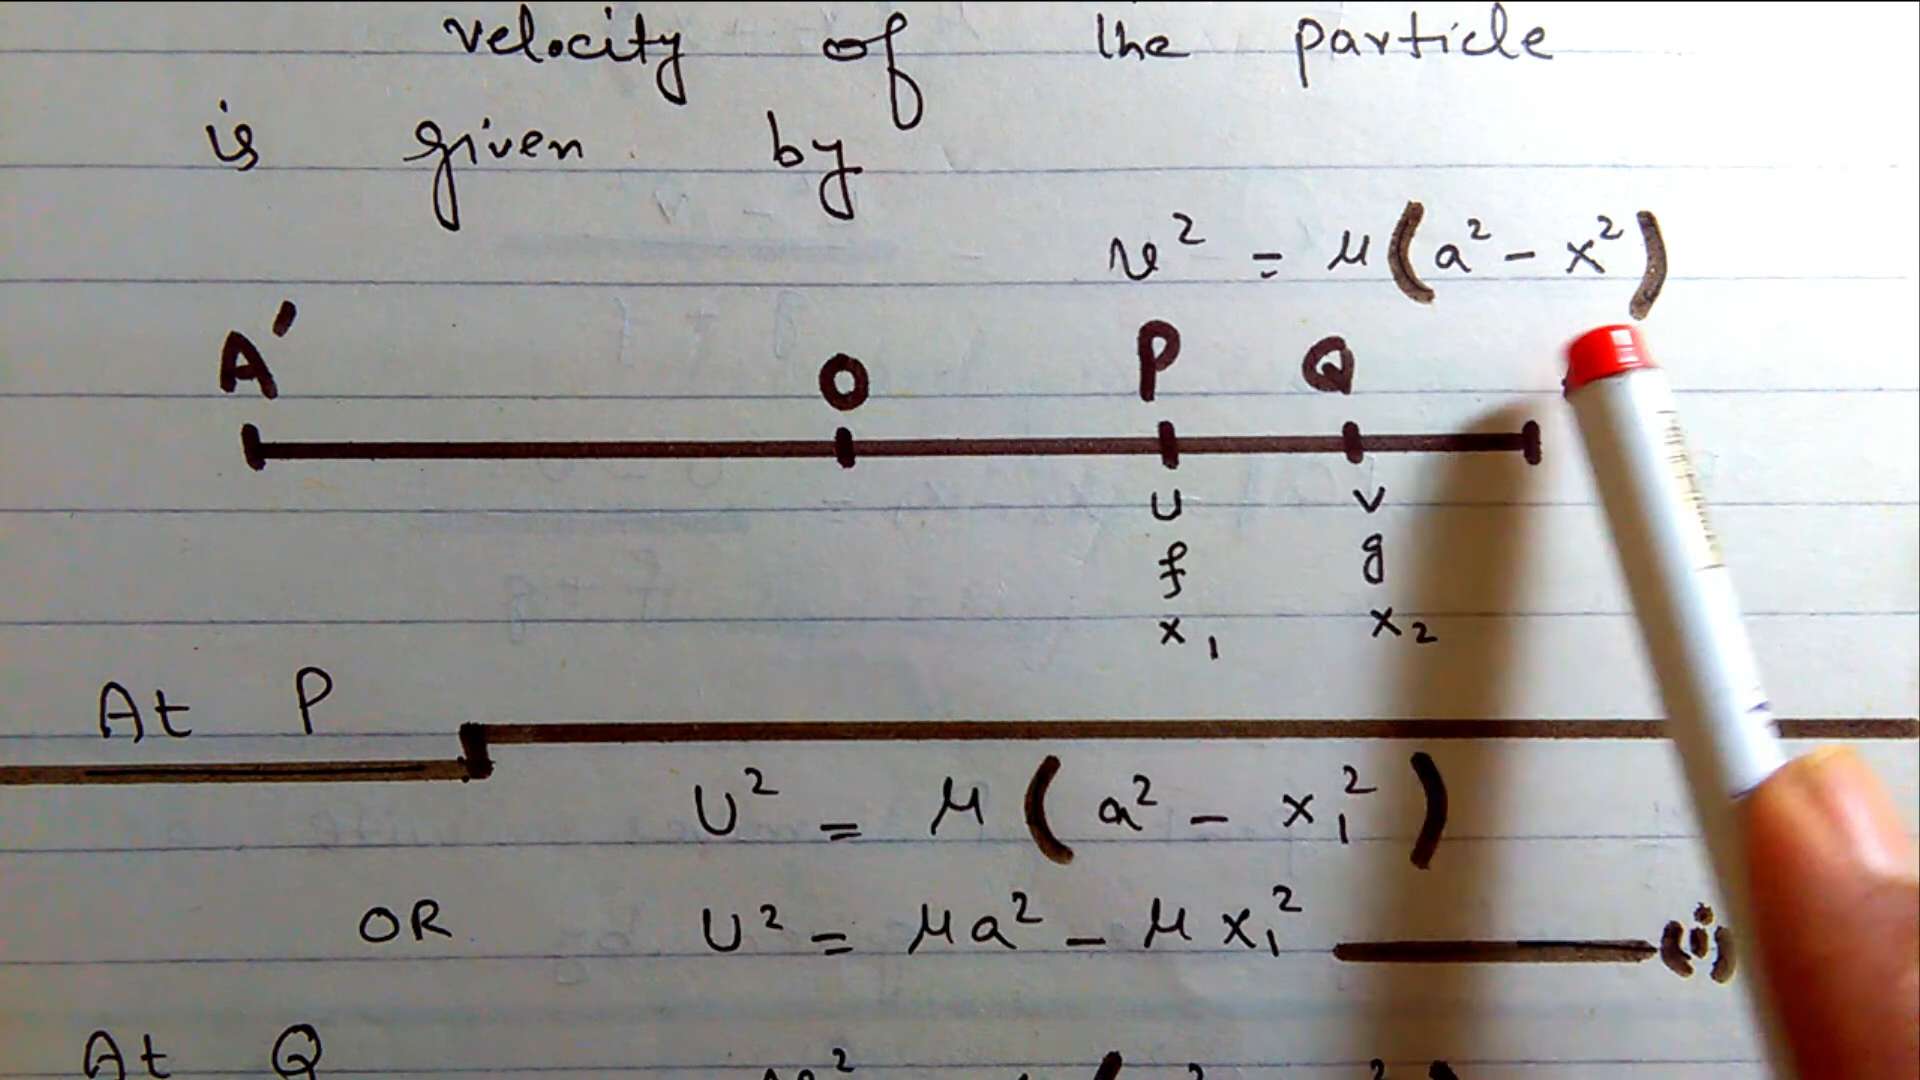 velocity of the particle
is given by
v² = μ(a² - x²)
A' O P Q
u v
f g
x₁ x₂
At P
U² = μ(a² - x₁²)
OR U² = μa² - μx₁² (i)
At Q